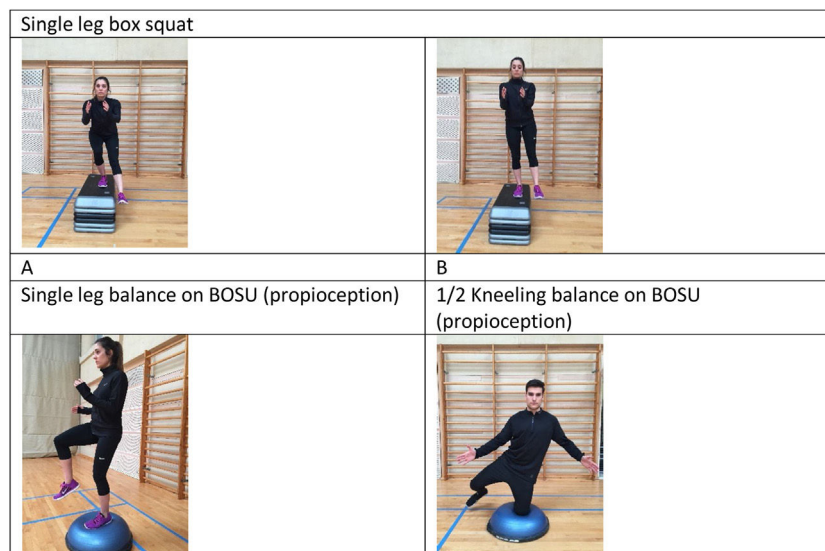 Single leg box squat
A
B
Single leg balance on BOSU (propioception)
1/2 Kneeling balance on BOSU
(propioception)